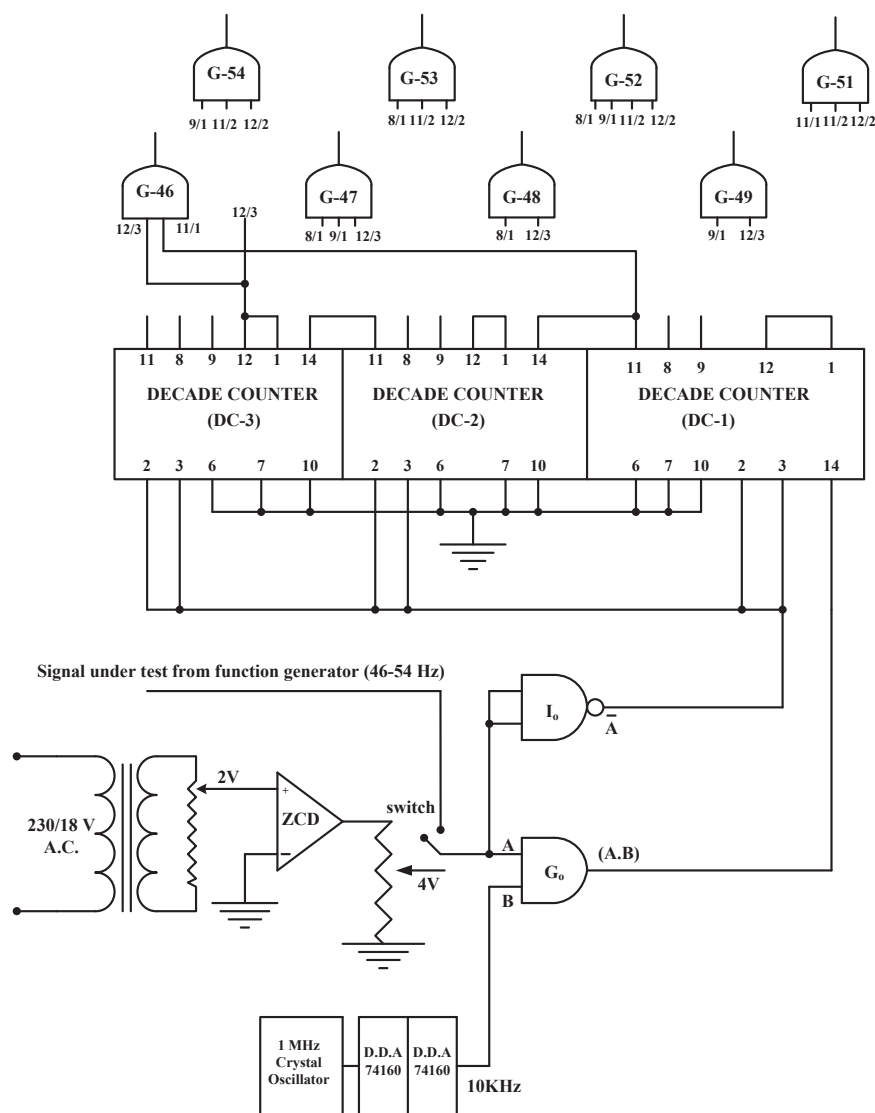 G-54
G-53
G-52
G-51
9/1 11/2 12/2
8/1 11/2 12/2
8/1 9/1 11/2 12/2
11/1 11/2 12/2
G-46
G-47
G-48
G-49
12/3 11/1
12/3
8/1 9/1 12/3
8/1 12/3
9/1 12/3
11 8 9 12 1 14
11 8 9 12 1 14
11 8 9 12 1
DECADE COUNTER
(DC-3)
DECADE COUNTER
(DC-2)
DECADE COUNTER
(DC-1)
2 3 6 7 10
2 3 6 7 10
6 7 10 2 3 14
Signal under test from function generator (46-54 Hz)
Io
A̅
230/18 V
A.C.
2V
+
−
ZCD
switch
4V
A
B
Go
(A.B)
1 MHz
Crystal
Oscillator
D.D.A
74160
D.D.A
74160
10KHz